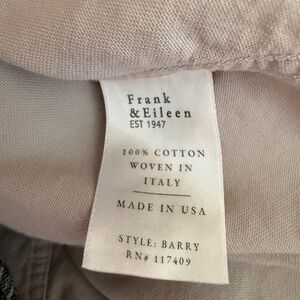 Frank
& Eileen
EST 1947
100% COTTON
WOVEN IN
ITALY
MADE IN USA
STYLE: BARRY
RN# 117409